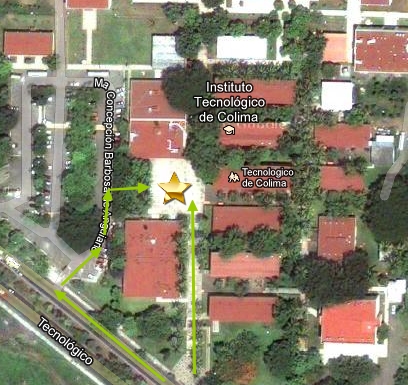 Instituto
Tecnológico
de Colima
Ma Concepción Barbosa
Tecnológico
de Colima
Tecnológico